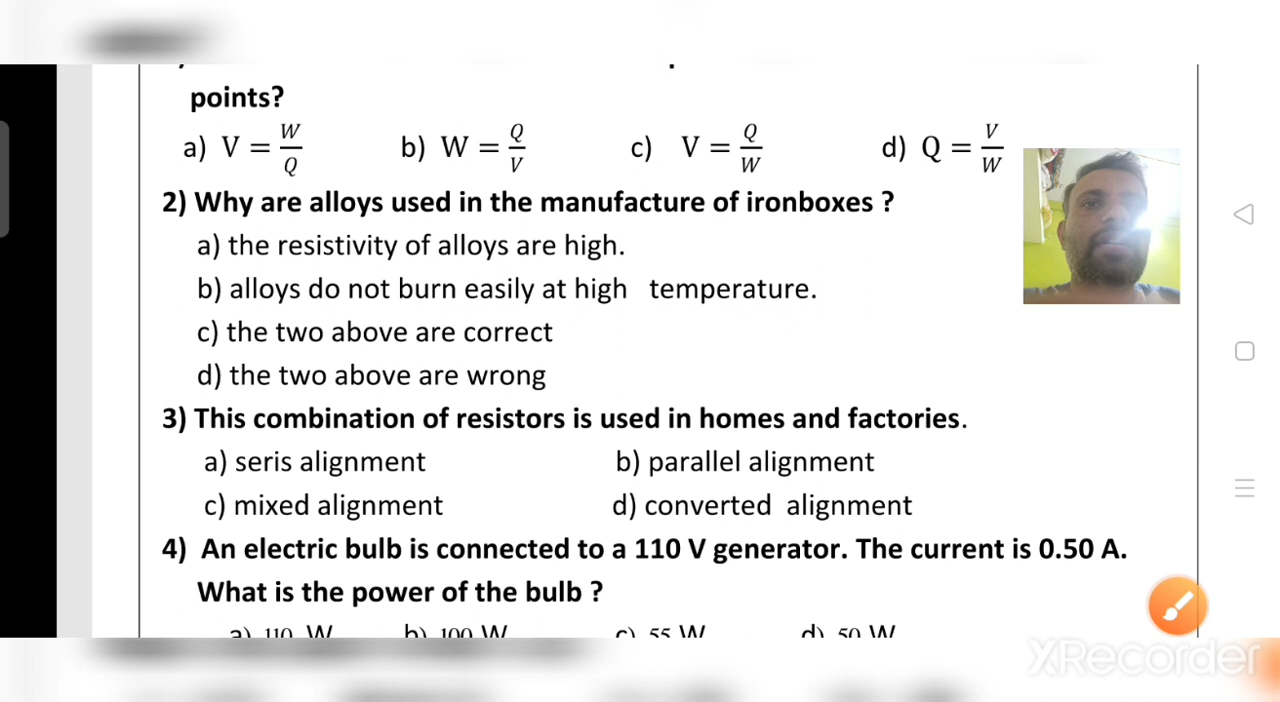 points?
a) V = W/Q b) W = Q/V c) V = Q/W d) Q = V/W
2) Why are alloys used in the manufacture of ironboxes ?
a) the resistivity of alloys are high.
b) alloys do not burn easily at high temperature.
c) the two above are correct
d) the two above are wrong
3) This combination of resistors is used in homes and factories.
a) seris alignment b) parallel alignment
c) mixed alignment d) converted alignment
4) An electric bulb is connected to a 110 V generator. The current is 0.50 A.
What is the power of the bulb ?
a) 110 W b) 100 W c) 55 W d) 50 W
XRecorder